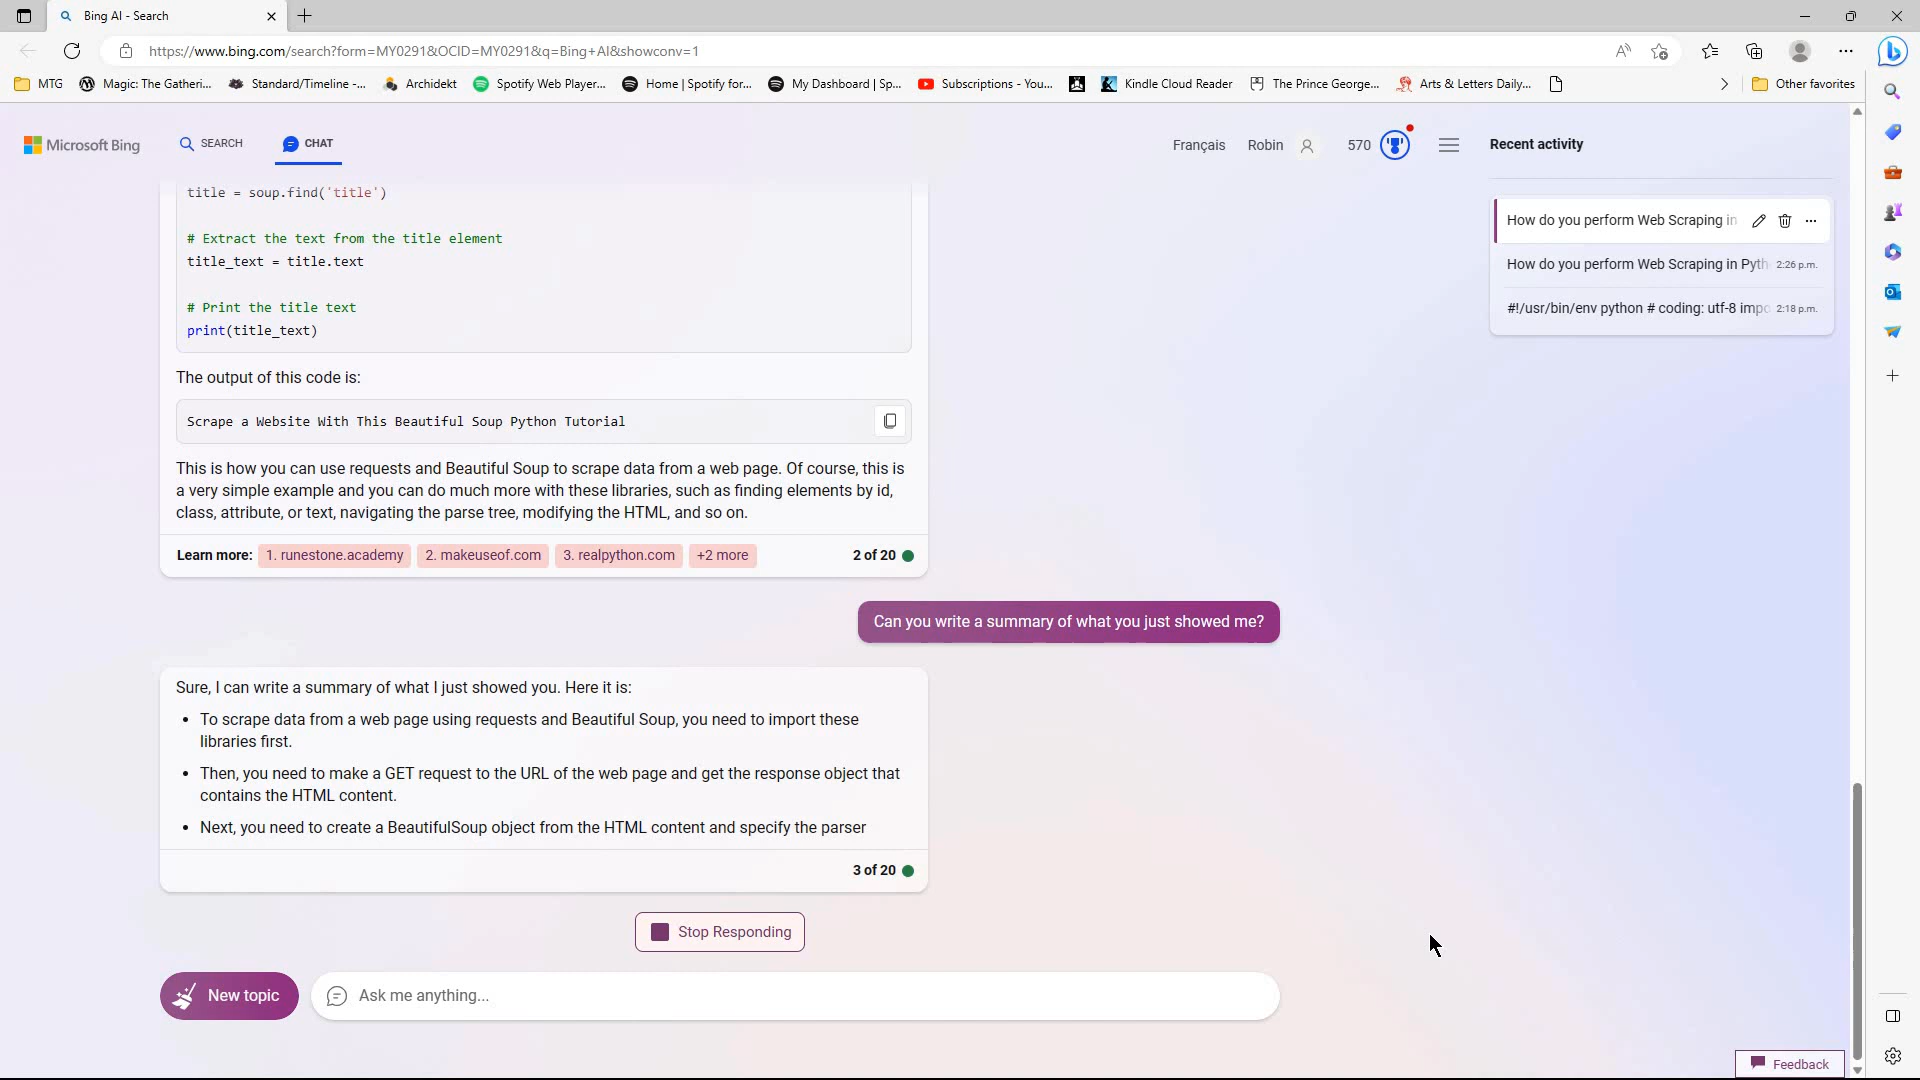 Bing AI - Search
https://www.bing.com/search?form=MY0291&OCID=MY0291&q=Bing+AI&showconv=1
MTG
Magic: The Gatheri...
Standard/Timeline -...
Archidekt
Spotify Web Player...
Home | Spotify for...
My Dashboard | Sp...
Subscriptions - You...
Kindle Cloud Reader
The Prince George...
Arts & Letters Daily...
Other favorites
Microsoft Bing
SEARCH
CHAT
Français
Robin
570
Recent activity
How do you perform Web Scraping in
How do you perform Web Scraping in Pyth 2:26 p.m.
#!/usr/bin/env python # coding: utf-8 impo 2:18 p.m.
title = soup.find('title')
# Extract the text from the title element
title_text = title.text
# Print the title text
print(title_text)
The output of this code is:
Scrape a Website With This Beautiful Soup Python Tutorial
This is how you can use requests and Beautiful Soup to scrape data from a web page. Of course, this is
a very simple example and you can do much more with these libraries, such as finding elements by id,
class, attribute, or text, navigating the parse tree, modifying the HTML, and so on.
Learn more: 1. runestone.academy 2. makeuseof.com 3. realpython.com +2 more 2 of 20
Can you write a summary of what you just showed me?
Sure, I can write a summary of what I just showed you. Here it is:
• To scrape data from a web page using requests and Beautiful Soup, you need to import these
libraries first.
• Then, you need to make a GET request to the URL of the web page and get the response object that
contains the HTML content.
• Next, you need to create a BeautifulSoup object from the HTML content and specify the parser
3 of 20
Stop Responding
New topic
Ask me anything...
Feedback